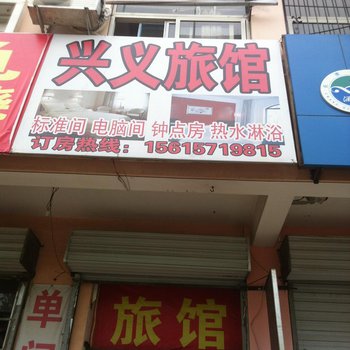 兴义旅馆
标准间 电脑间 钟点房 热水淋浴
订房热线：15615719815
旅馆
单间